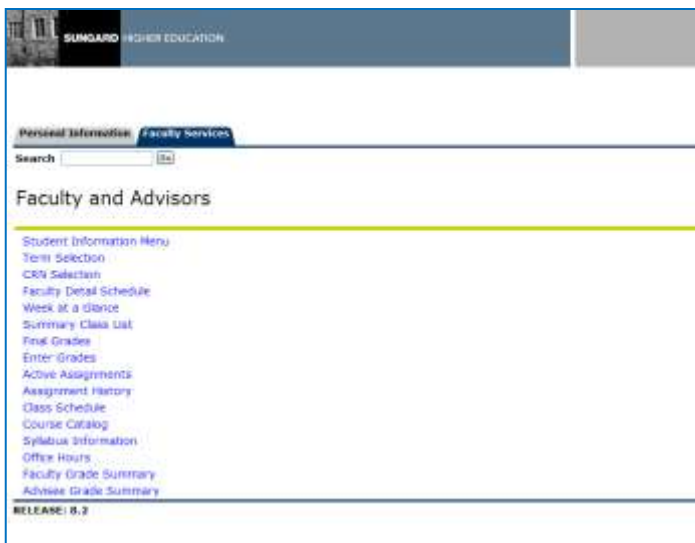 SUNGARD HIGHER EDUCATION
Personal Information Faculty Services
Search Go
Faculty and Advisors
Student Information Menu
Term Selection
CRN Selection
Faculty Detail Schedule
Week at a Glance
Summary Class List
Final Grades
Enter Grades
Active Assignments
Assignment History
Class Schedule
Course Catalog
Syllabus Information
Office Hours
Faculty Grade Summary
Advisee Grade Summary
RELEASE: 8.2